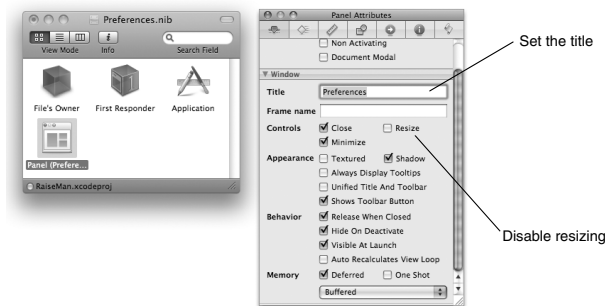 Preferences.nib
View Mode
Info
Search Field
File's Owner
First Responder
Application
Panel (Prefere...
RaiseMan.xcodeproj
Panel Attributes
Non Activating
Document Modal
Window
Title
Preferences
Frame name
Controls
Close
Resize
Minimize
Appearance
Textured
Shadow
Always Display Tooltips
Unified Title And Toolbar
Shows Toolbar Button
Behavior
Release When Closed
Hide On Deactivate
Visible At Launch
Auto Recalculates View Loop
Memory
Deferred
One Shot
Buffered
Set the title
Disable resizing